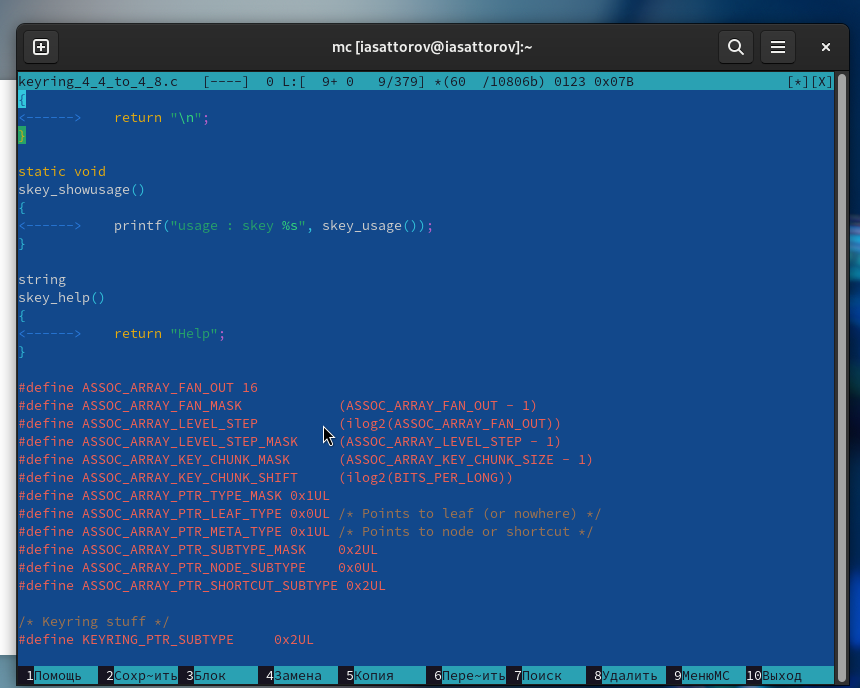 mc [iasattorov@iasattorov]:~
keyring_4_4_to_4_8.c   [----]  0 L:[  9+ 0   9/379] *(60  /10806b) 0123 0x07B                   [*][X]
{
<------>    return "\n";
}
static void
skey_showusage()
{
<------>    printf("usage : skey %s", skey_usage());
}
string
skey_help()
{
<------>    return "Help";
}
#define ASSOC_ARRAY_FAN_OUT 16
#define ASSOC_ARRAY_FAN_MASK            (ASSOC_ARRAY_FAN_OUT - 1)
#define ASSOC_ARRAY_LEVEL_STEP          (ilog2(ASSOC_ARRAY_FAN_OUT))
#define ASSOC_ARRAY_LEVEL_STEP_MASK     (ASSOC_ARRAY_LEVEL_STEP - 1)
#define ASSOC_ARRAY_KEY_CHUNK_MASK      (ASSOC_ARRAY_KEY_CHUNK_SIZE - 1)
#define ASSOC_ARRAY_KEY_CHUNK_SHIFT     (ilog2(BITS_PER_LONG))
#define ASSOC_ARRAY_PTR_TYPE_MASK 0x1UL
#define ASSOC_ARRAY_PTR_LEAF_TYPE 0x0UL /* Points to leaf (or nowhere) */
#define ASSOC_ARRAY_PTR_META_TYPE 0x1UL /* Points to node or shortcut */
#define ASSOC_ARRAY_PTR_SUBTYPE_MASK    0x2UL
#define ASSOC_ARRAY_PTR_NODE_SUBTYPE    0x0UL
#define ASSOC_ARRAY_PTR_SHORTCUT_SUBTYPE 0x2UL
/* Keyring stuff */
#define KEYRING_PTR_SUBTYPE     0x2UL
1Помощь 2Сохр~ить 3Блок 4Замена 5Копия 6Пере~ить 7Поиск 8Удалить 9МенюMC 10Выход